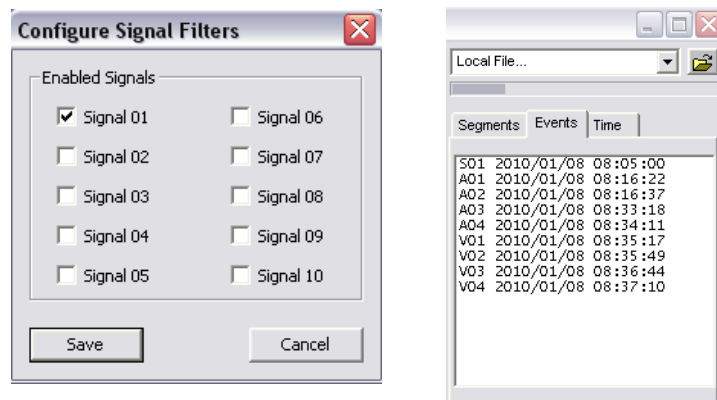 Configure Signal Filters
Enabled Signals
Signal 01 Signal 06
Signal 02 Signal 07
Signal 03 Signal 08
Signal 04 Signal 09
Signal 05 Signal 10
Save Cancel
Local File...
Segments Events Time
S01 2010/01/08 08:05:00
A01 2010/01/08 08:16:22
A02 2010/01/08 08:16:37
A03 2010/01/08 08:33:18
A04 2010/01/08 08:34:11
V01 2010/01/08 08:35:17
V02 2010/01/08 08:35:49
V03 2010/01/08 08:36:44
V04 2010/01/08 08:37:10